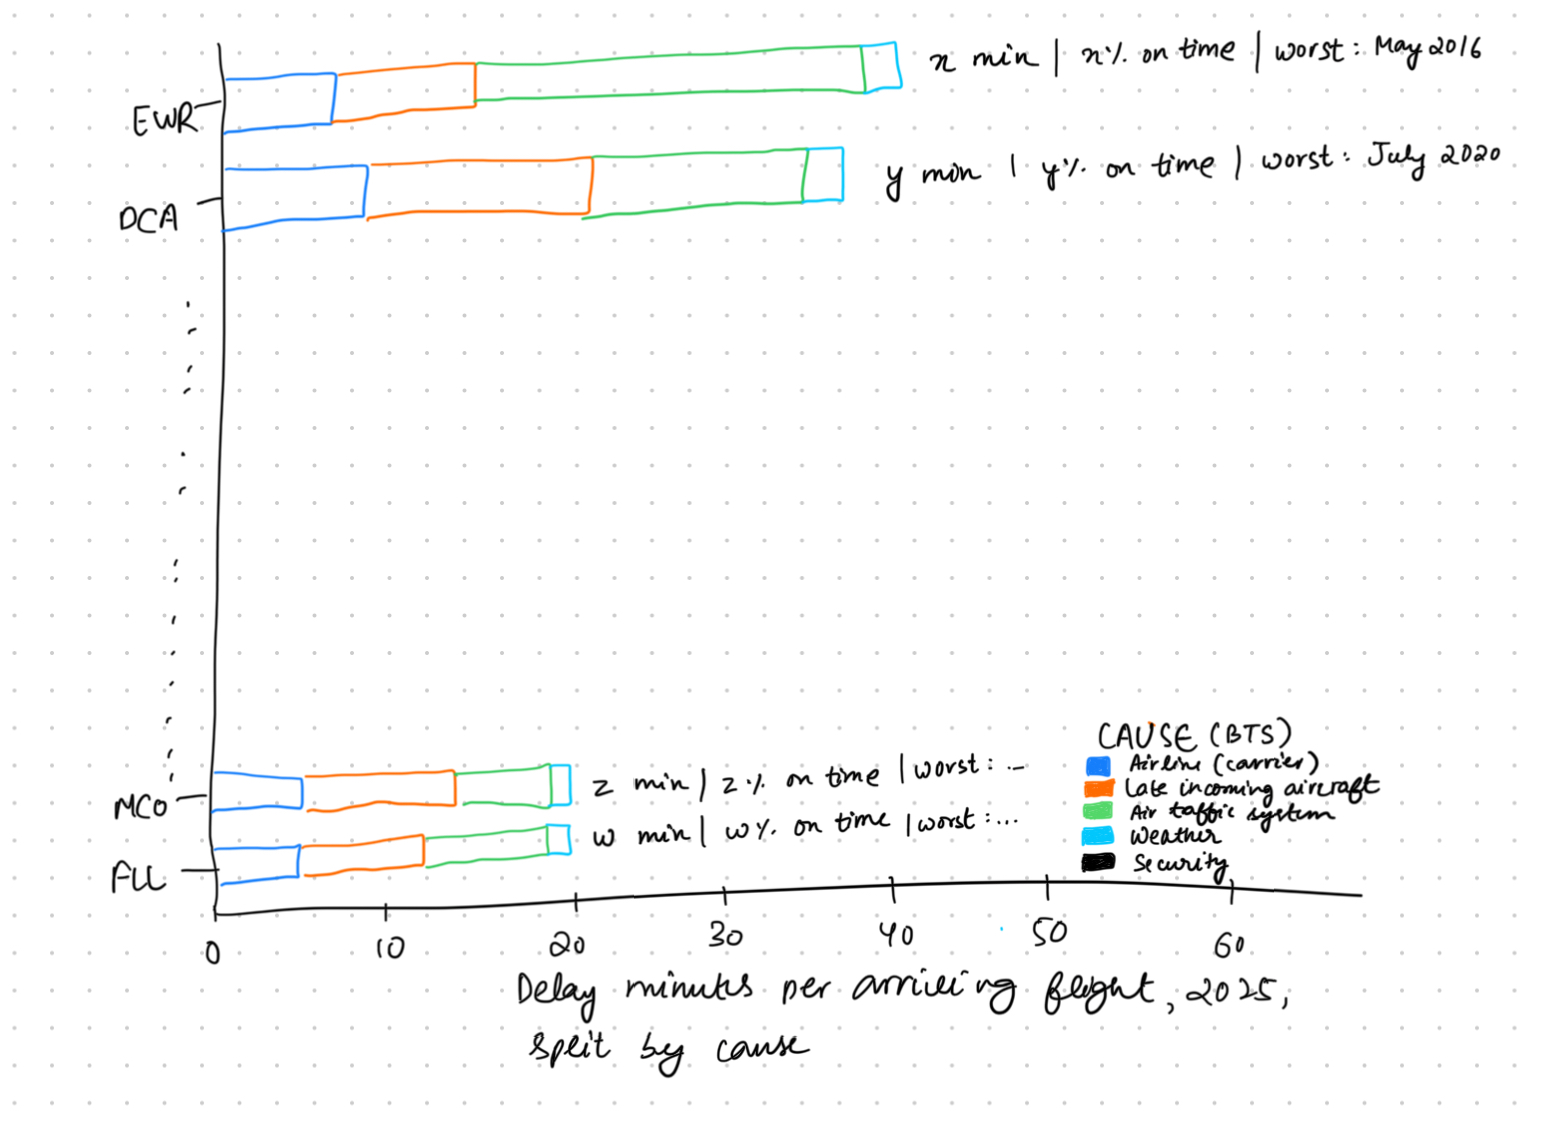 EWR
x min | x% on time | worst: May 2016
DCA
y min | y% on time | worst: July 2020
MCO
z min | z% on time | worst: ...
FLL
w min | w% on time | worst: ...
CAUSE (BTS)
Airline (carrier)
Late incoming aircraft
Air taffic system
Weather
Security
0 10 20 30 40 50 60
Delay minutes per arriving flight, 2025,
split by cause